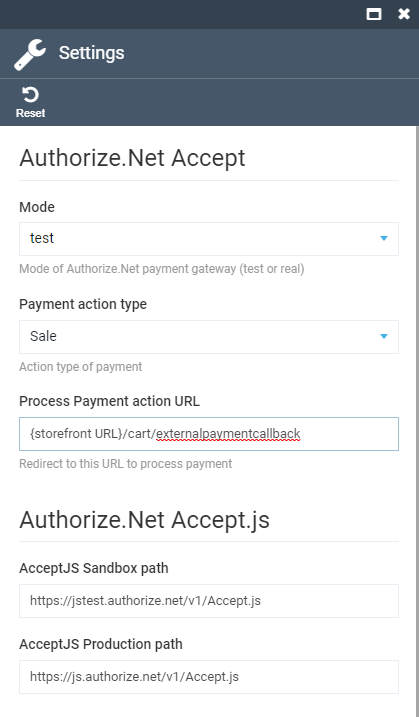 Settings
Reset
Authorize.Net Accept
Mode
test
Mode of Authorize.Net payment gateway (test or real)
Payment action type
Sale
Action type of payment
Process Payment action URL
{storefront URL}/cart/externalpaymentcallback
Redirect to this URL to process payment
Authorize.Net Accept.js
AcceptJS Sandbox path
https://jstest.authorize.net/v1/Accept.js
AcceptJS Production path
https://js.authorize.net/v1/Accept.js